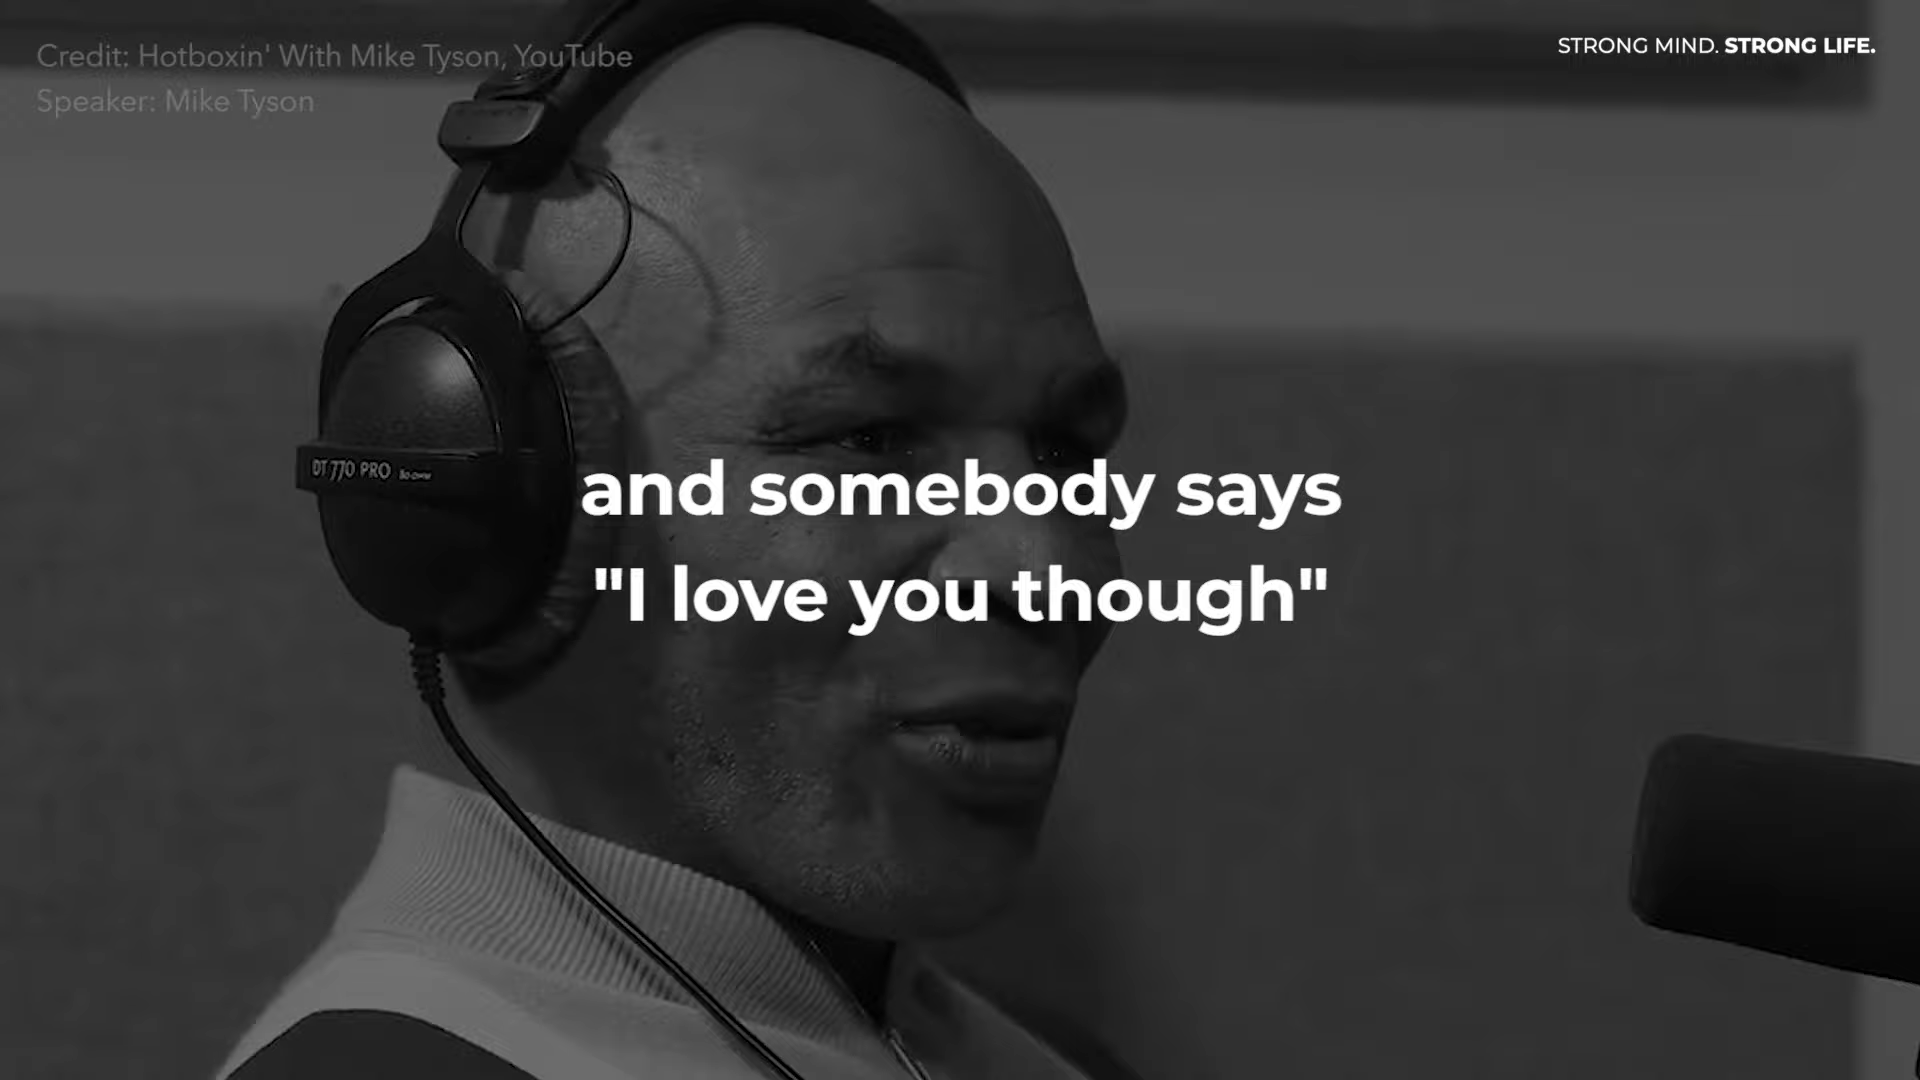 Credit: Hotboxin' With Mike Tyson, YouTube
Speaker: Mike Tyson
STRONG MIND. STRONG LIFE.
DT 770 PRO
and somebody says
"I love you though"